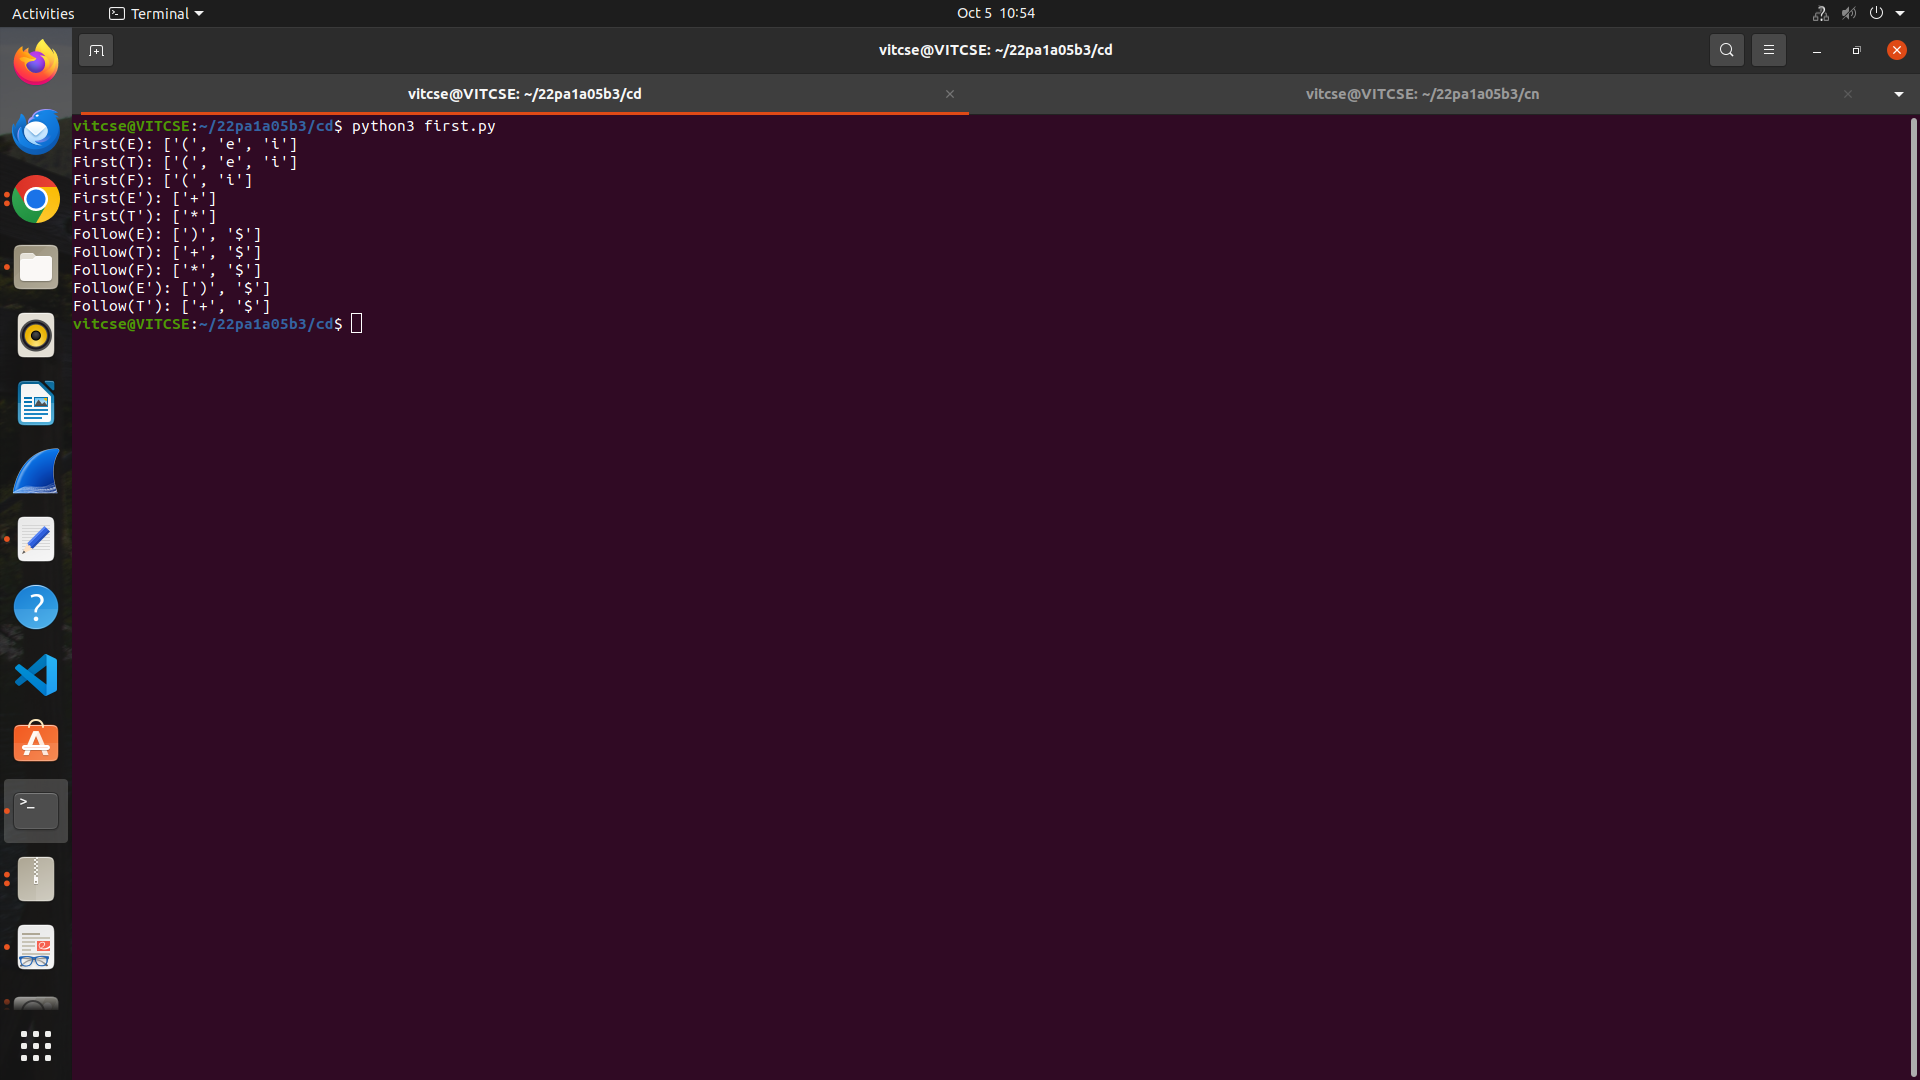 Activities
Terminal
Oct 5 10:54
vitcse@VITCSE: ~/22pa1a05b3/cd
vitcse@VITCSE: ~/22pa1a05b3/cd
vitcse@VITCSE: ~/22pa1a05b3/cn
vitcse@VITCSE:~/22pa1a05b3/cd$ python3 first.py
First(E): ['(', 'e', 'i']
First(T): ['(', 'e', 'i']
First(F): ['(', 'i']
First(E'): ['+']
First(T'): ['*']
Follow(E): [')', '$']
Follow(T): ['+', '$']
Follow(F): ['*', '$']
Follow(E'): [')', '$']
Follow(T'): ['+', '$']
vitcse@VITCSE:~/22pa1a05b3/cd$